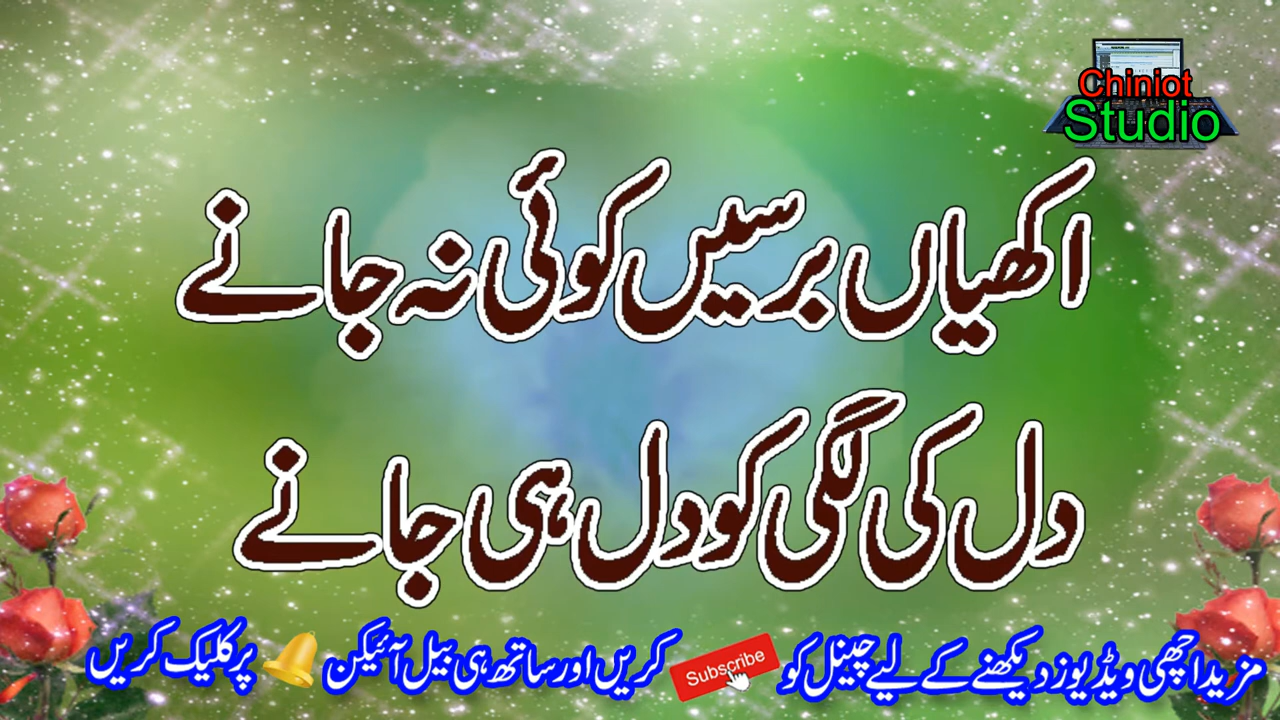 Chiniot
Studio
اکھیاں برسیں کوئی نہ جانے
دل کی لگی کو دل ہی جانے
مزید اچھی ویڈیوز دیکھنے کے لیے چینل کو Subscribe کریں اور ساتھ ہی بیل آئیکن پر کلیک کریں